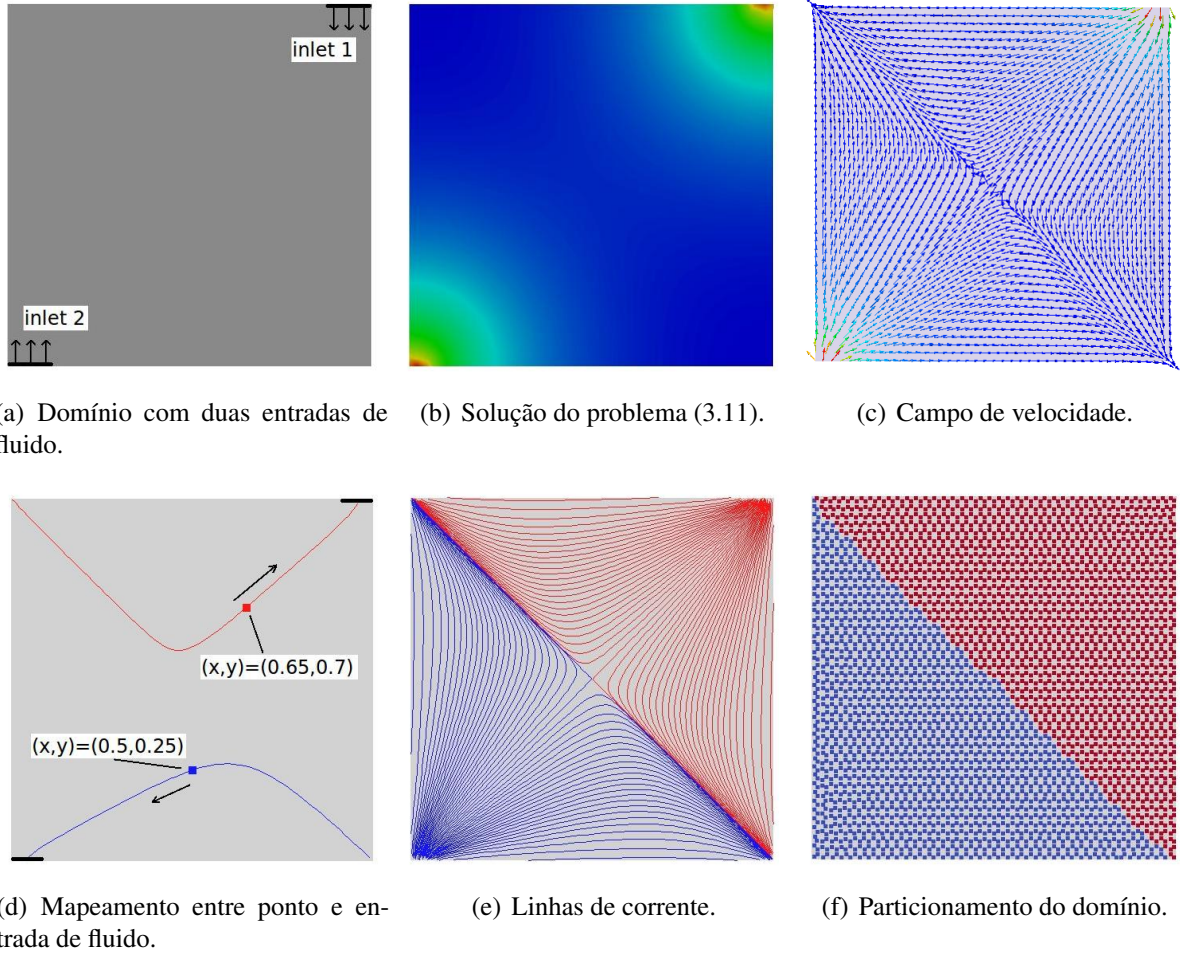 inlet 1
inlet 2
(a) Domínio com duas entradas de
fluido.
(b) Solução do problema (3.11).
(c) Campo de velocidade.
(x,y)=(0.65,0.7)
(x,y)=(0.5,0.25)
(d) Mapeamento entre ponto e en-
trada de fluido.
(e) Linhas de corrente.
(f) Particionamento do domínio.